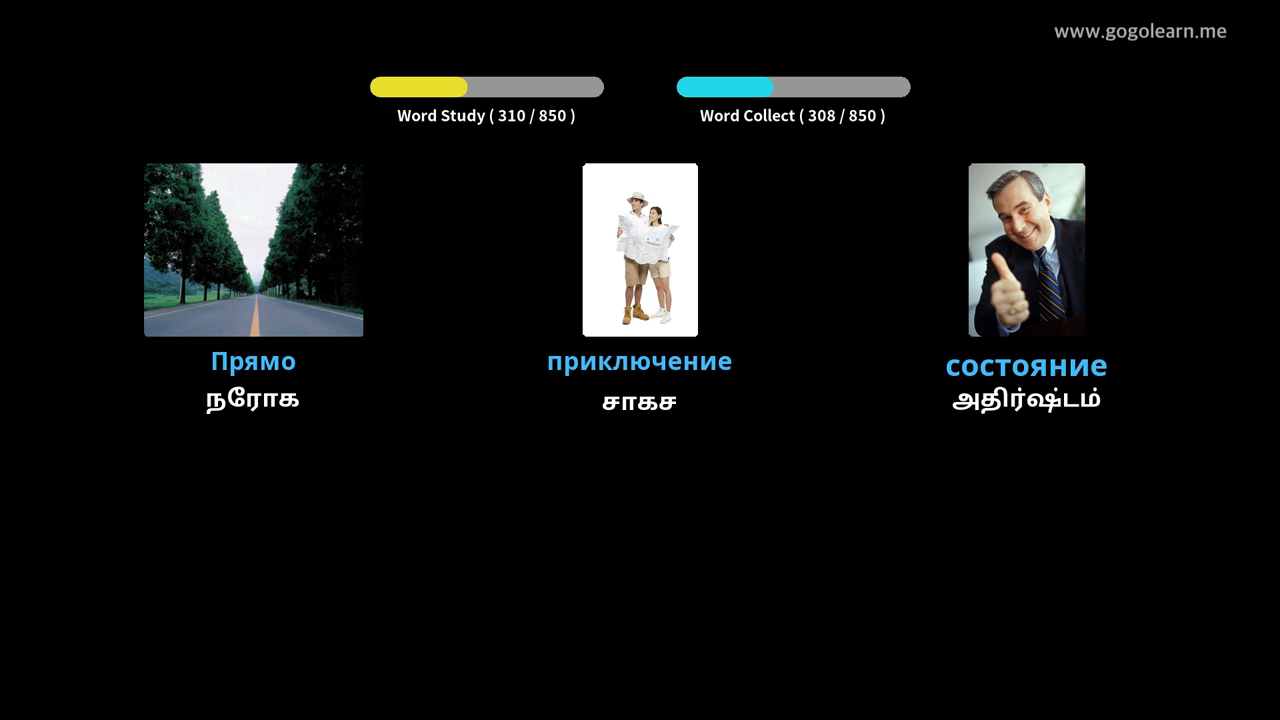 www.gogolearn.me
Word Study ( 310 / 850 )
Word Collect ( 308 / 850 )
Прямо
приключение
состояние
நரோக
சாகச
அதிர்ஷ்டம்